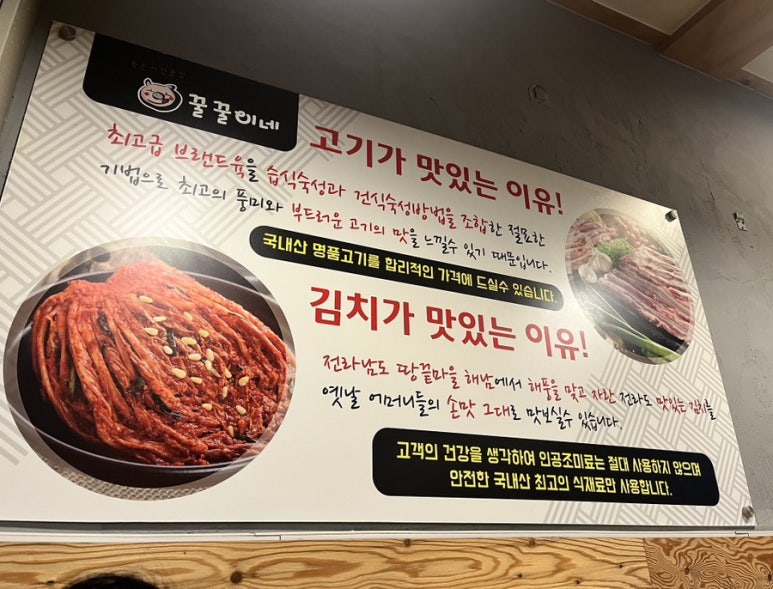 꿀꿀이네
고기가 맛있는 이유!
최고급 브랜드육을 습식숙성과 건식숙성방법을 조합한 절묘한
기법으로 최고의 풍미와 부드러운 고기의 맛을 느낄수 있기 때문입니다.
국내산 명품고기를 합리적인 가격에 드실수 있습니다.
김치가 맛있는 이유!
전라남도 땅끝마을 해남에서 해풍을 맞고 자란 전라도 맛있는 김치를
옛날 어머니들의 손맛 그대로 맛보실수 있습니다.
고객의 건강을 생각하여 인공조미료는 절대 사용하지 않으며
안전한 국내산 최고의 식재료만 사용합니다.